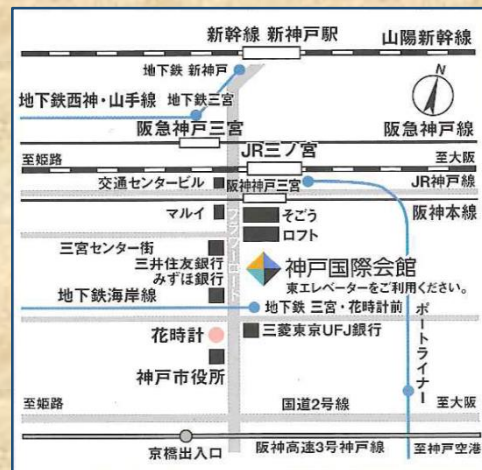 新幹線 新神戸駅
山陽新幹線
地下鉄 新神戸
N
地下鉄西神・山手線
地下鉄三宮
阪急神戸三宮
阪急神戸線
至姫路
JR三ノ宮
至大阪
交通センタービル
阪神神戸三宮
JR神戸線
マルイ
フラワーロード
そごう
阪神本線
ロフト
三宮センター街
三井住友銀行
みずほ銀行
神戸国際会館
東エレベーターをご利用ください。
地下鉄海岸線
地下鉄 三宮・花時計前
ポートライナー
花時計
三菱東京UFJ銀行
神戸市役所
至姫路
国道2号線
至大阪
京橋出入口
阪神高速3号神戸線
至神戸空港